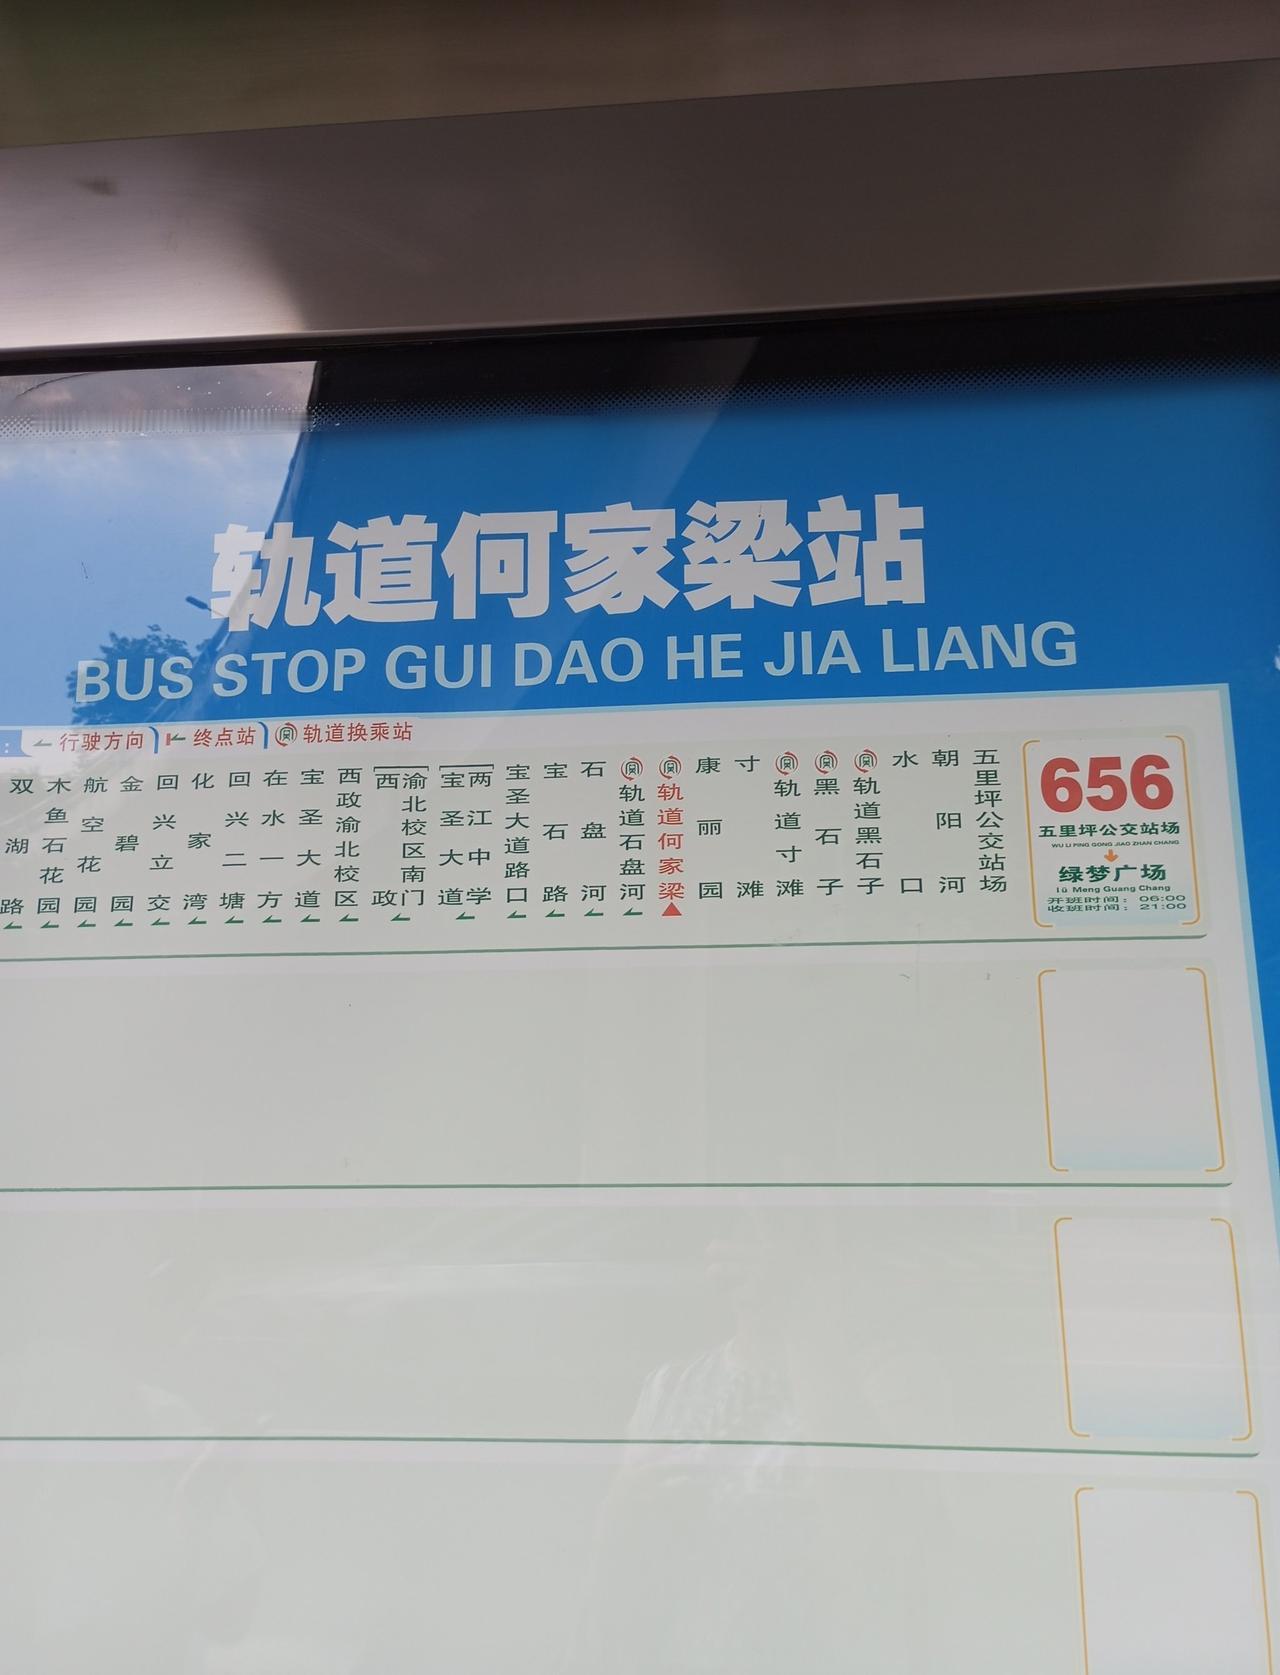 轨道何家梁站
BUS STOP GUI DAO HE JIA LIANG
行驶方向 终点站 轨道换乘站
656
五里坪公交站场
WU LI PING GONG JIAO ZHAN CHANG
绿梦广场
lü Meng Guang Chang
开班时间：06:00
收班时间：21:00
五里坪公交站场
朝阳河
水口
轨道黑石子
黑石子
轨道寸滩
寸滩
康丽园
轨道何家梁
轨道石盘河
石盘河
宝石路
宝圣大道路口
两江中学
宝圣大道
渝北校区南门
西政
西政渝北校区
宝圣大道
在水一方
回兴二塘
化家湾
回兴立交
金碧园
航空花园
木鱼石花园
双湖路